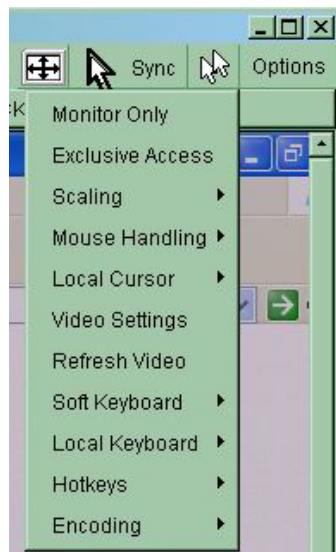 Sync Options
K
Monitor Only
Exclusive Access
Scaling
Mouse Handling
Local Cursor
Video Settings
Refresh Video
Soft Keyboard
Local Keyboard
Hotkeys
Encoding